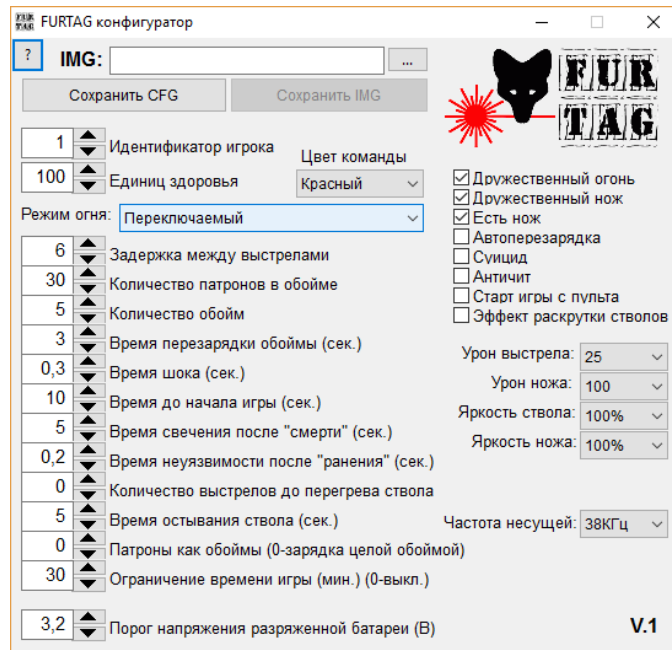 FURTAG конфигуратор
? IMG: ...
Сохранить CFG Сохранить IMG
FUR
TAG
1 Идентификатор игрока
Цвет команды
100 Единиц здоровья Красный
Режим огня: Переключаемый
6 Задержка между выстрелами
30 Количество патронов в обойме
5 Количество обойм
3 Время перезарядки обоймы (сек.)
0,3 Время шока (сек.)
10 Время до начала игры (сек.)
5 Время свечения после "смерти" (сек.)
0,2 Время неуязвимости после "ранения" (сек.)
0 Количество выстрелов до перегрева ствола
5 Время остывания ствола (сек.)
0 Патроны как обоймы (0-зарядка целой обоймой)
30 Ограничение времени игры (мин.) (0-выкл.)
3,2 Порог напряжения разряженной батареи (В)
Дружественный огонь
Дружественный нож
Есть нож
Автоперезарядка
Суицид
Античит
Старт игры с пульта
Эффект раскрутки стволов
Урон выстрела: 25
Урон ножа: 100
Яркость ствола: 100%
Яркость ножа: 100%
Частота несущей: 38КГц
V.1